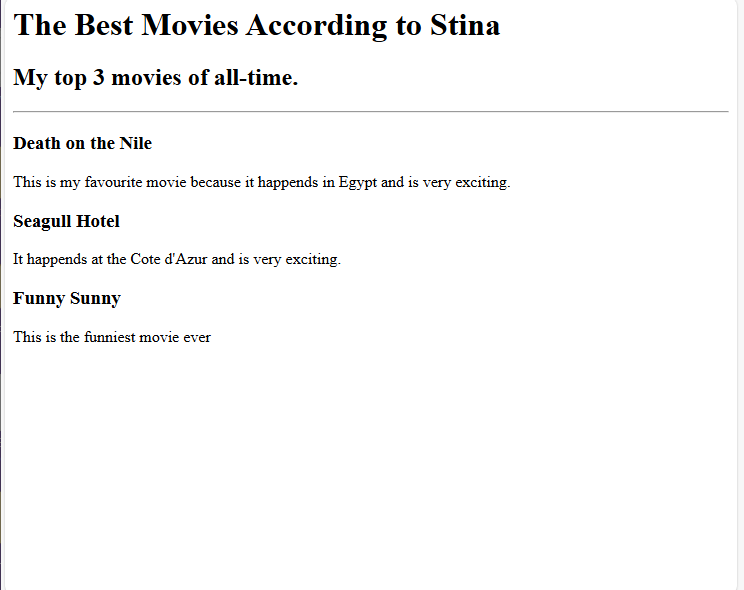 The Best Movies According to Stina
My top 3 movies of all-time.
Death on the Nile
This is my favourite movie because it happends in Egypt and is very exciting.
Seagull Hotel
It happends at the Cote d'Azur and is very exciting.
Funny Sunny
This is the funniest movie ever